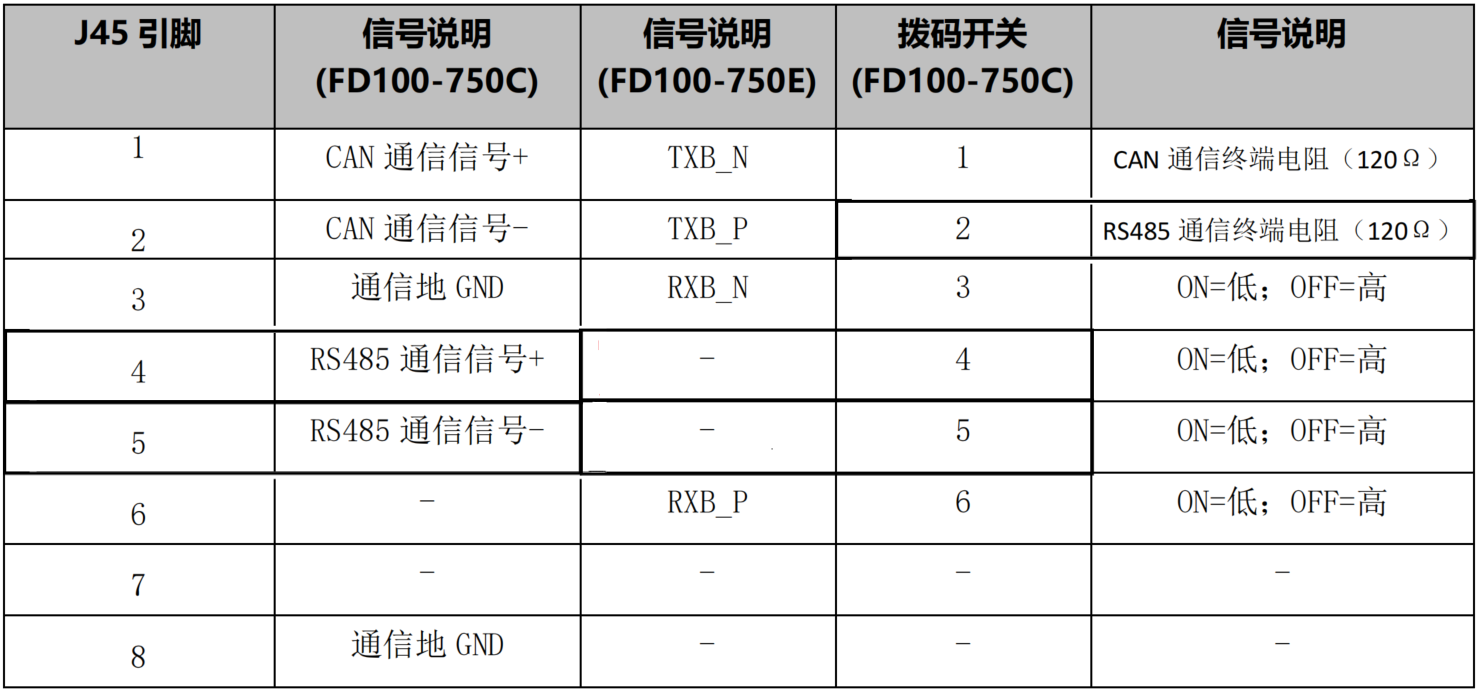 J45 引脚 信号说明 信号说明 拨码开关 信号说明
(FD100-750C) (FD100-750E) (FD100-750C)
1 CAN 通信信号+ TXB_N 1 CAN 通信终端电阻（120Ω）
2 CAN 通信信号- TXB_P 2 RS485 通信终端电阻（120Ω）
3 通信地 GND RXB_N 3 ON=低；OFF=高
4 RS485 通信信号+ - 4 ON=低；OFF=高
5 RS485 通信信号- - 5 ON=低；OFF=高
6 - RXB_P 6 ON=低；OFF=高
7 - - - -
8 通信地 GND - - -